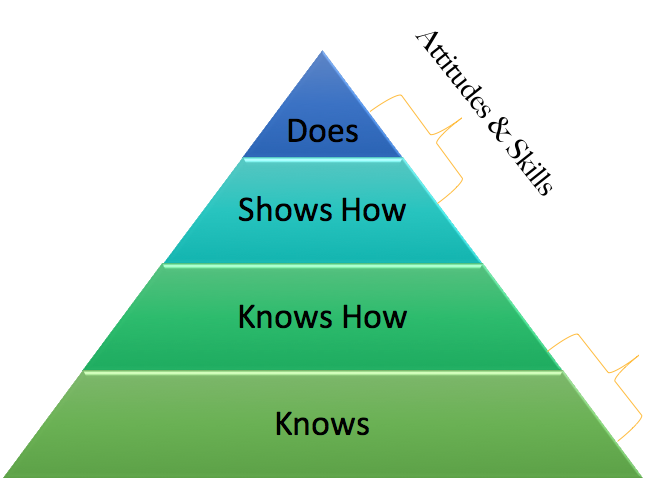 Attitudes & Skills
Does
Shows How
Knows How
Knows